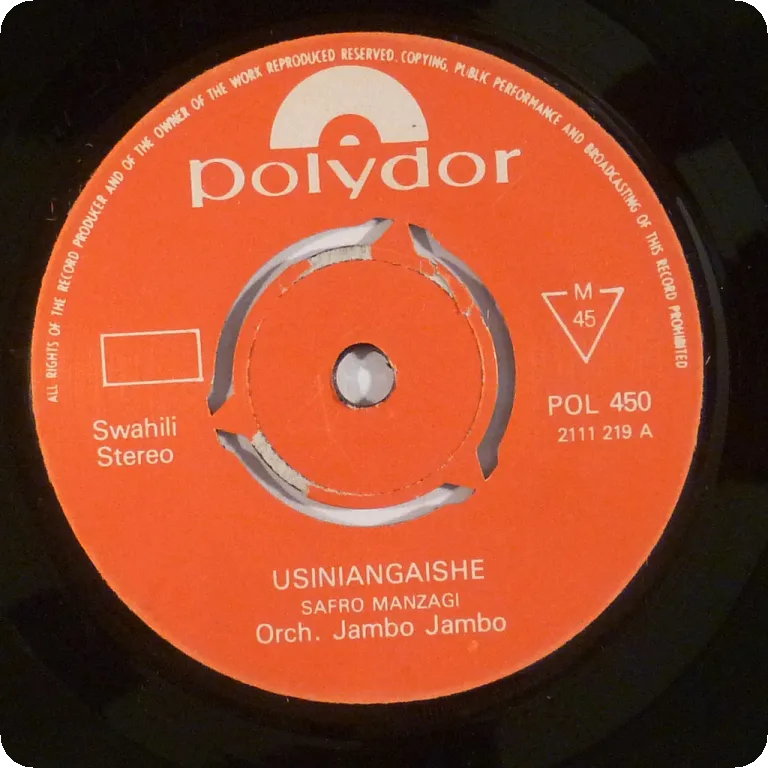 ALL RIGHTS OF THE RECORD PRODUCER AND OF THE OWNER OF THE WORK REPRODUCED RESERVED. COPYING, PUBLIC PERFORMANCE AND BROADCASTING OF THIS RECORD PROHIBITED
polydor
M
45
Swahili
Stereo
POL 450
2111 219 A
USINIANGAISHE
SAFRO MANZAGI
Orch. Jambo Jambo